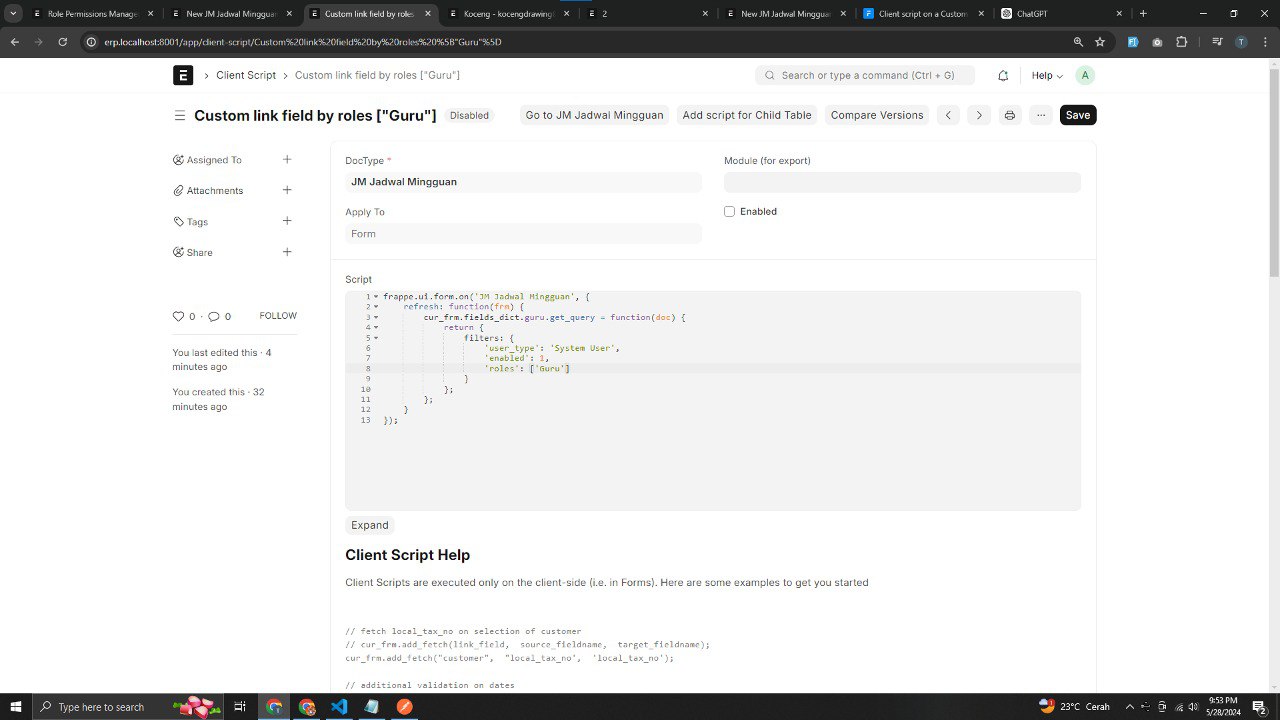 Role Permissions Manage
New JM Jadwal Mingguan
Custom link field by roles
Koceng - kocengdrawing
2
New JM Jadwal Mingguan
Client script on a Custom
ChatGPT
erp.localhost:8001/app/client-script/Custom%20link%20field%20by%20roles%20%5B"Guru"%5D
T
E
Client Script
Custom link field by roles ["Guru"]
Search or type a command (Ctrl + G)
Help
A
Custom link field by roles ["Guru"]
Disabled
Go to JM Jadwal Mingguan
Add script for Child Table
Compare Versions
Save
Assigned To
Attachments
Tags
Share
0 · 0
FOLLOW
You last edited this · 4
minutes ago
You created this · 32
minutes ago
DocType *
JM Jadwal Mingguan
Module (for export)
Apply To
Form
Enabled
Script
1 frappe.ui.form.on('JM Jadwal Mingguan', {
2 refresh: function(frm) {
3 cur_frm.fields_dict.guru.get_query = function(doc) {
4 return {
5 filters: {
6 'user_type': 'System User',
7 'enabled': 1,
8 'roles': ['Guru']
9 }
10 };
11 };
12 }
13 });
Expand
Client Script Help
Client Scripts are executed only on the client-side (i.e. in Forms). Here are some examples to get you started
// fetch local_tax_no on selection of customer
// cur_frm.add_fetch(link_field, source_fieldname, target_fieldname);
cur_frm.add_fetch("customer", "local_tax_no", 'local_tax_no');
// additional validation on dates
Type here to search
23°C Cerah
9:53 PM
5/28/2024